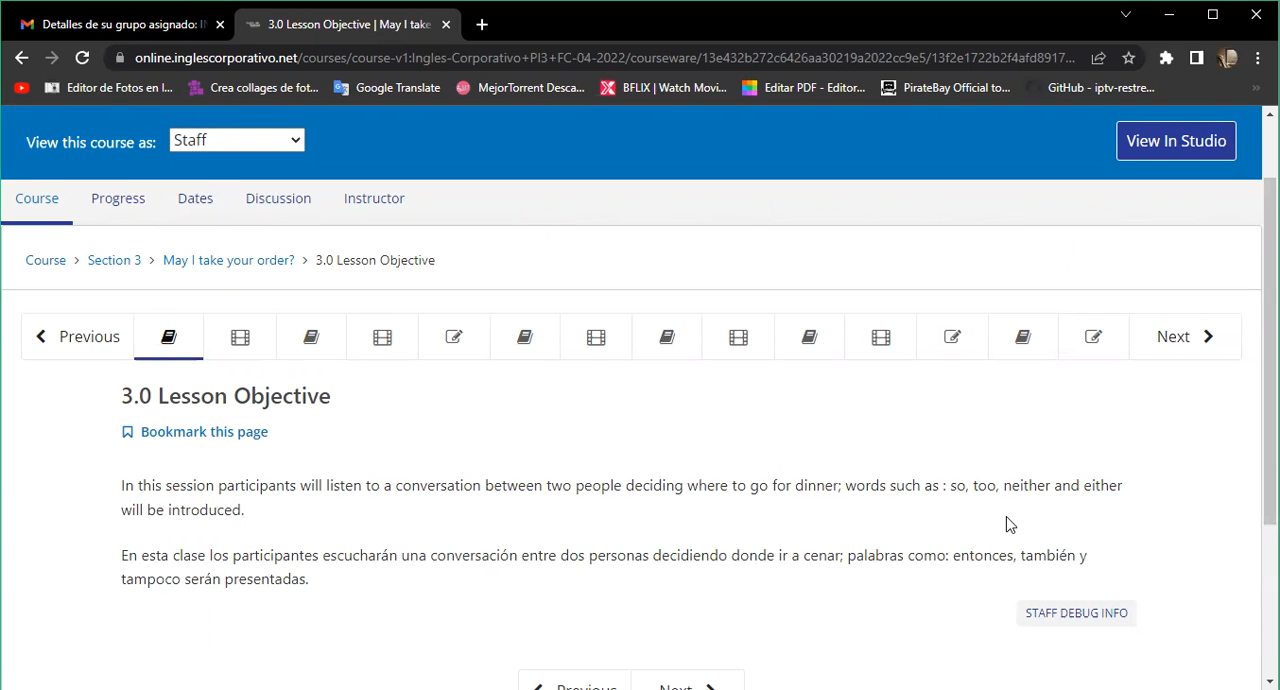 Detalles de su grupo asignado: I
3.0 Lesson Objective | May I take
online.inglescorporativo.net/courses/course-v1:Ingles-Corporativo+PI3+FC-04-2022/courseware/13e432b272c6426aa30219a2022cc9e5/13f2e1722b2f4afd8917...
Editor de Fotos en l... Crea collages de fot... Google Translate MejorTorrent Desca... BFLIX | Watch Movi... Editar PDF - Editor... PirateBay Official to... GitHub - iptv-restre... »
View this course as: Staff View In Studio
Course Progress Dates Discussion Instructor
Course > Section 3 > May I take your order? > 3.0 Lesson Objective
Previous Next
3.0 Lesson Objective
Bookmark this page
In this session participants will listen to a conversation between two people deciding where to go for dinner; words such as : so, too, neither and either
will be introduced.
En esta clase los participantes escucharán una conversación entre dos personas decidiendo donde ir a cenar; palabras como: entonces, también y
tampoco serán presentadas.
STAFF DEBUG INFO
Previous Next